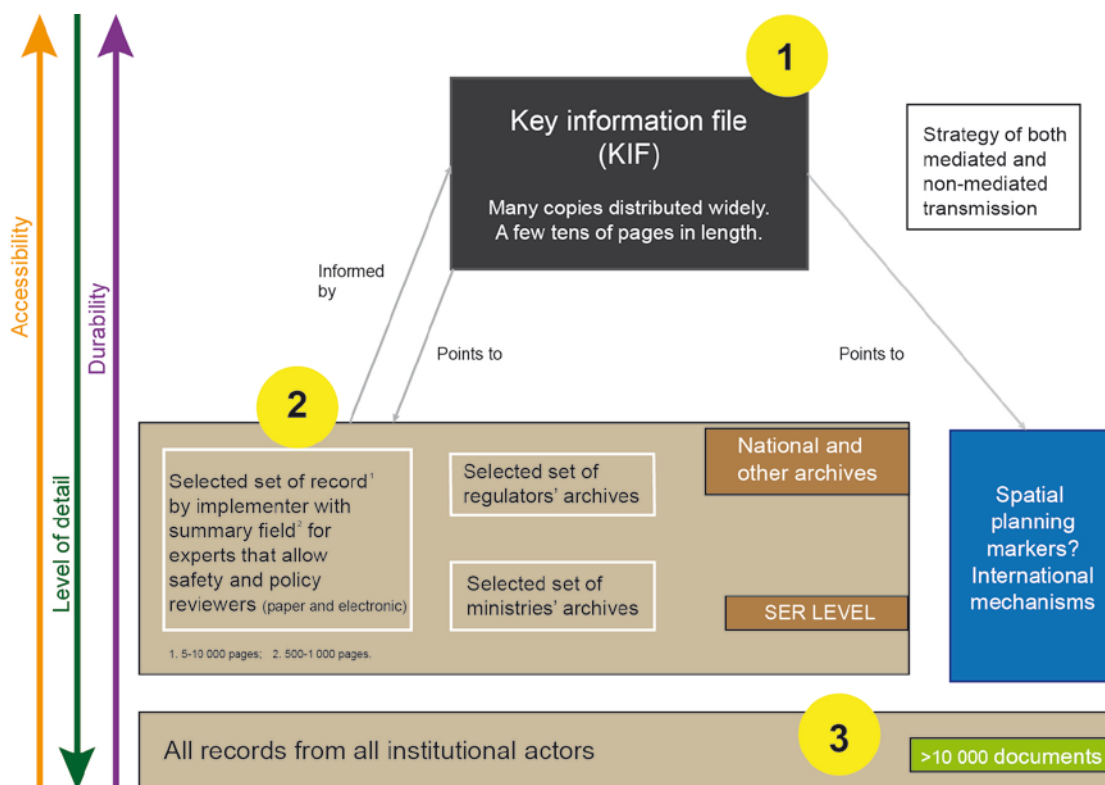 1
Key information file
(KIF)
Many copies distributed widely.
A few tens of pages in length.
Strategy of both
mediated and
non-mediated
transmission
Accessibility
Level of detail
Durability
Informed
by
Points to
Points to
2
Selected set of record¹
by implementer with
summary field² for
experts that allow
safety and policy
reviewers (paper and electronic)
1. 5-10 000 pages; 2. 500-1 000 pages.
Selected set of
regulators' archives
Selected set of
ministries' archives
National and
other archives
SER LEVEL
Spatial
planning
markers?
International
mechanisms
3
All records from all institutional actors
>10 000 documents